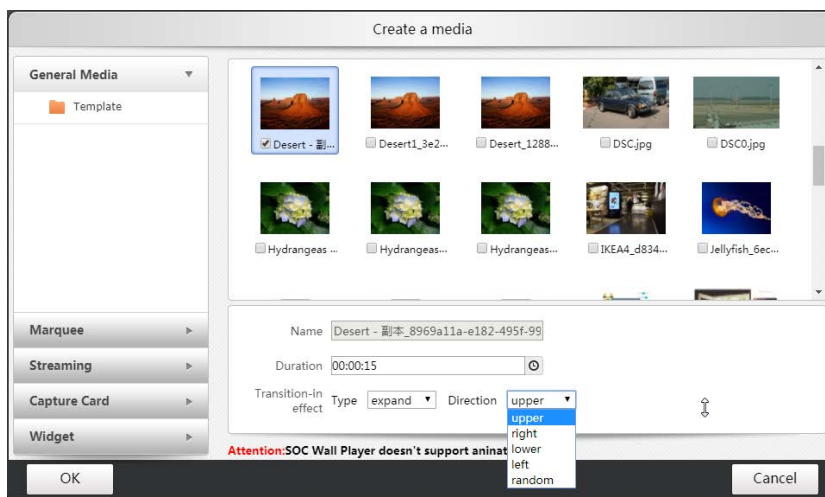 Create a media
General Media
Template
Marquee
Streaming
Capture Card
Widget
Desert - 副...
Desert1_3e2...
Desert_1288...
DSC.jpg
DSC0.jpg
Hydrangeas ...
Hydrangeas...
Hydrangeas...
IKEA4_d834...
Jellyfish_6ec...
Name Desert - 副本_8969a11a-e182-495f-99
Duration 00:00:15
Transition-in effect Type expand Direction upper
upper
right
lower
left
random
Attention:SOC Wall Player doesn't support aninat
OK
Cancel